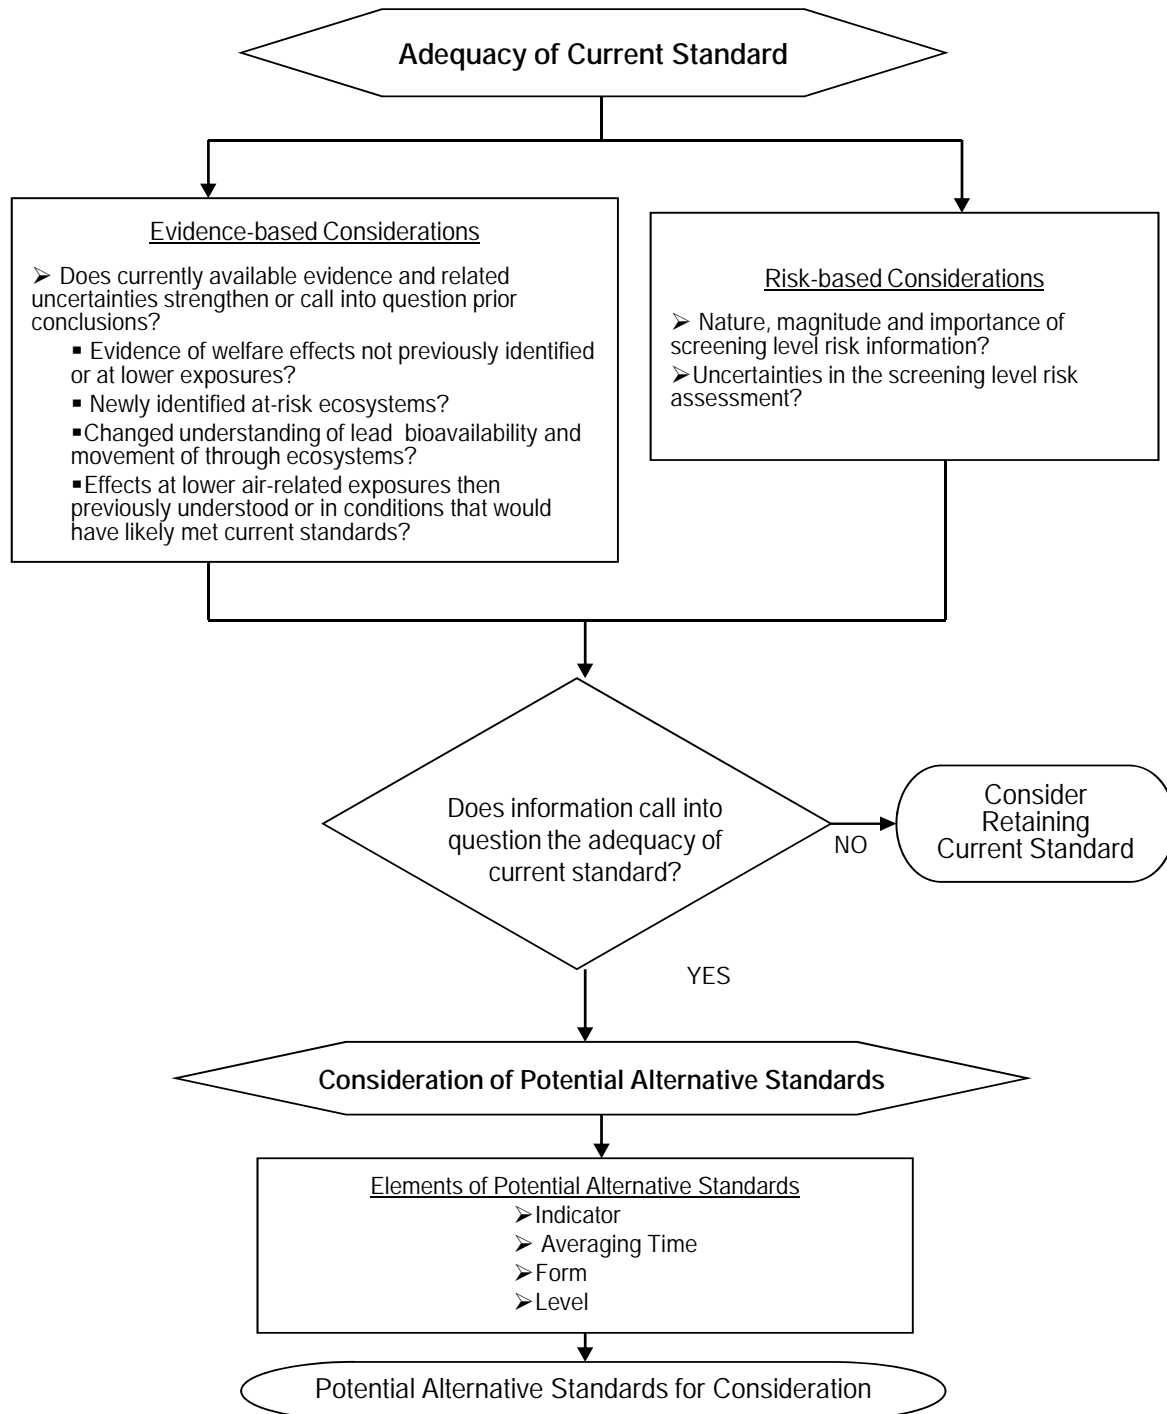 Adequacy of Current Standard
Evidence-based Considerations
➢ Does currently available evidence and related
uncertainties strengthen or call into question prior
conclusions?
▪ Evidence of welfare effects not previously identified
or at lower exposures?
▪ Newly identified at-risk ecosystems?
▪Changed understanding of lead bioavailability and
movement of through ecosystems?
▪Effects at lower air-related exposures then
previously understood or in conditions that would
have likely met current standards?
Risk-based Considerations
➢ Nature, magnitude and importance of
screening level risk information?
➢Uncertainties in the screening level risk
assessment?
Does information call into
question the adequacy of
current standard?
NO
Consider
Retaining
Current Standard
YES
Consideration of Potential Alternative Standards
Elements of Potential Alternative Standards
➢Indicator
➢ Averaging Time
➢Form
➢Level
Potential Alternative Standards for Consideration